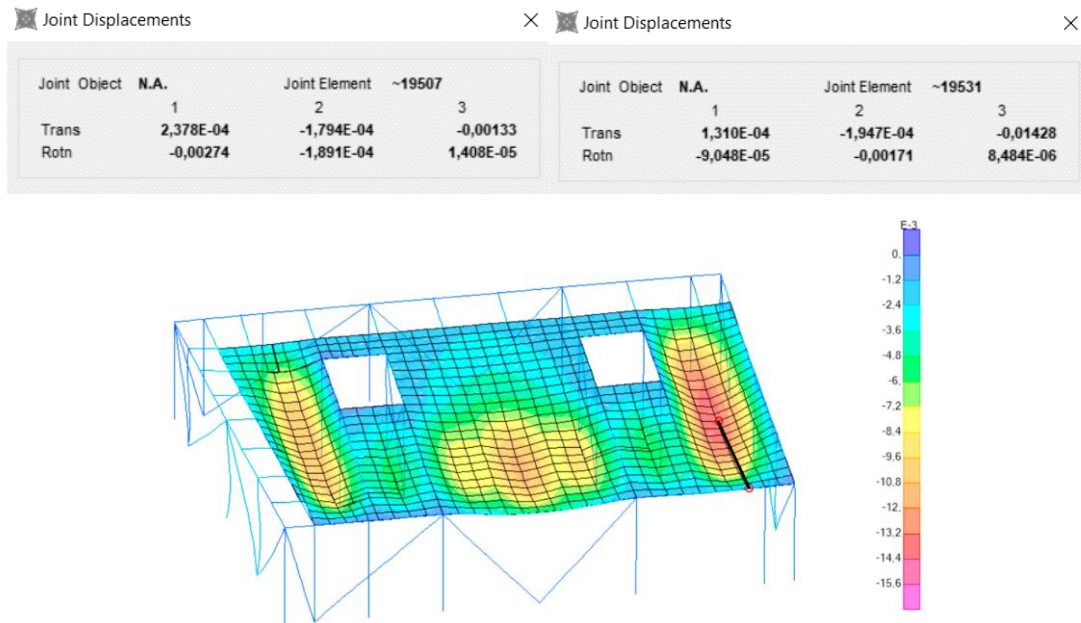 Joint Displacements
Joint Object N.A. Joint Element ~19507
1 2 3
Trans 2,378E-04 -1,794E-04 -0,00133
Rotn -0,00274 -1,891E-04 1,408E-05
Joint Displacements
Joint Object N.A. Joint Element ~19531
1 2 3
Trans 1,310E-04 -1,947E-04 -0,01428
Rotn -9,048E-05 -0,00171 8,484E-06
E-3
0,
-1.2
-2.4
-3.6
-4.8
-6,
-7.2
-8.4
-9.6
-10.8
-12.
-13.2
-14.4
-15.6